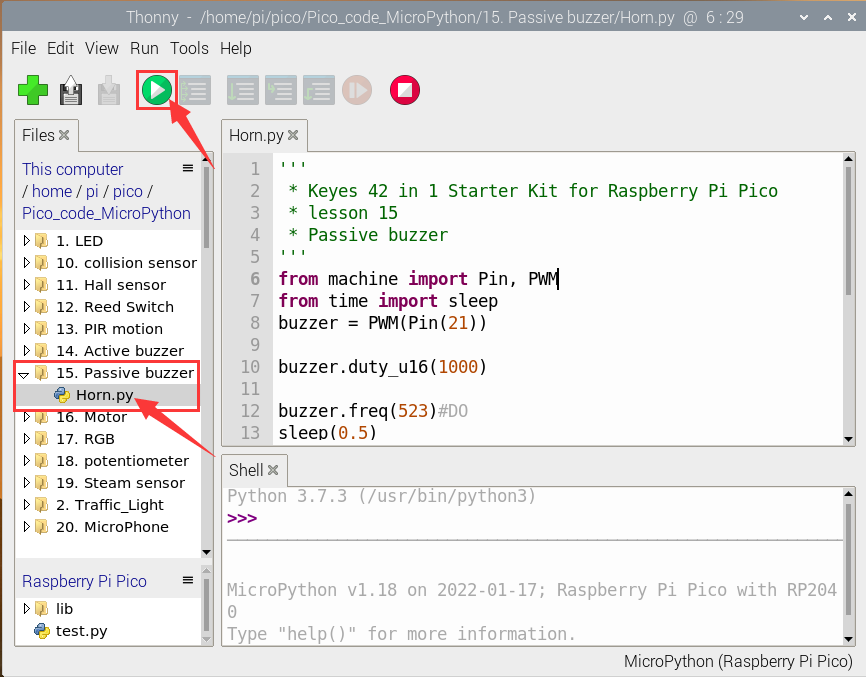 Thonny - /home/pi/pico/Pico_code_MicroPython/15. Passive buzzer/Horn.py @ 6 : 29
File Edit View Run Tools Help
Files
This computer
/ home / pi / pico /
Pico_code_MicroPython
1. LED
10. collision sensor
11. Hall sensor
12. Reed Switch
13. PIR motion
14. Active buzzer
15. Passive buzzer
Horn.py
16. Motor
17. RGB
18. potentiometer
19. Steam sensor
2. Traffic_Light
20. MicroPhone
Raspberry Pi Pico
lib
test.py
Horn.py
1 '''
2 * Keyes 42 in 1 Starter Kit for Raspberry Pi Pico
3 * lesson 15
4 * Passive buzzer
5 '''
6 from machine import Pin, PWM
7 from time import sleep
8 buzzer = PWM(Pin(21))
9
10 buzzer.duty_u16(1000)
11
12 buzzer.freq(523)#DO
13 sleep(0.5)
Shell
Python 3.7.3 (/usr/bin/python3)
>>>
MicroPython v1.18 on 2022-01-17; Raspberry Pi Pico with RP204
0
Type "help()" for more information.
MicroPython (Raspberry Pi Pico)